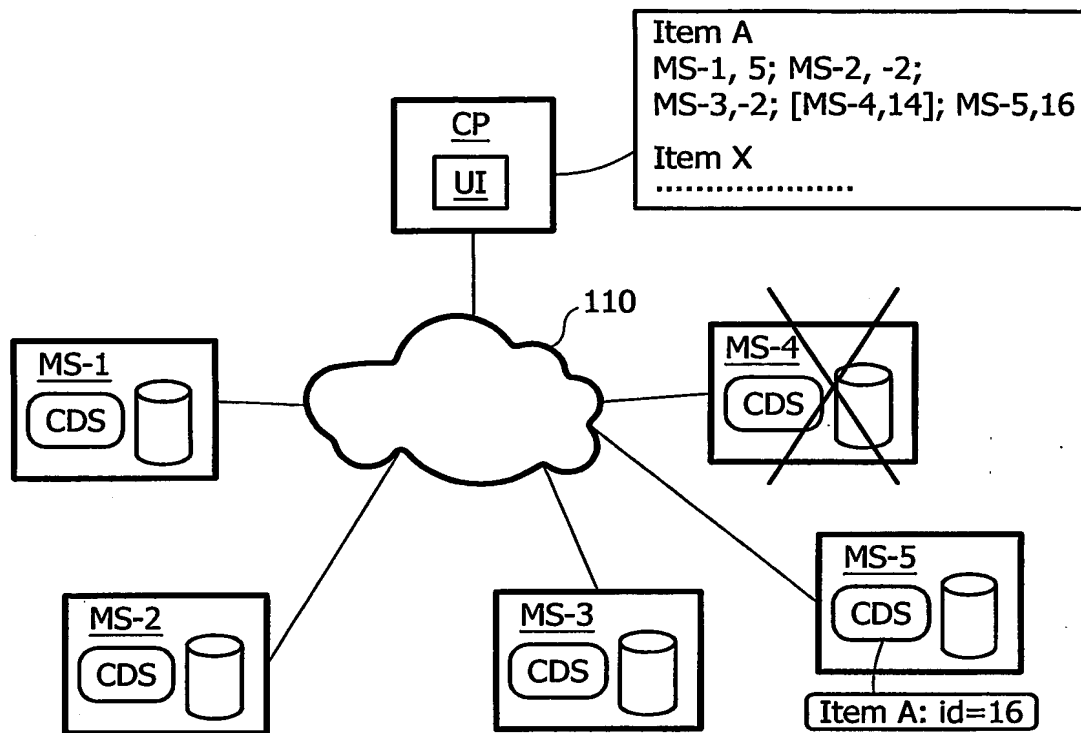 Item A
MS-1, 5; MS-2, -2;
MS-3,-2; [MS-4,14]; MS-5,16
Item X
....................
CP
UI
110
MS-1
CDS
MS-4
CDS
MS-2
CDS
MS-3
CDS
MS-5
CDS
Item A: id=16